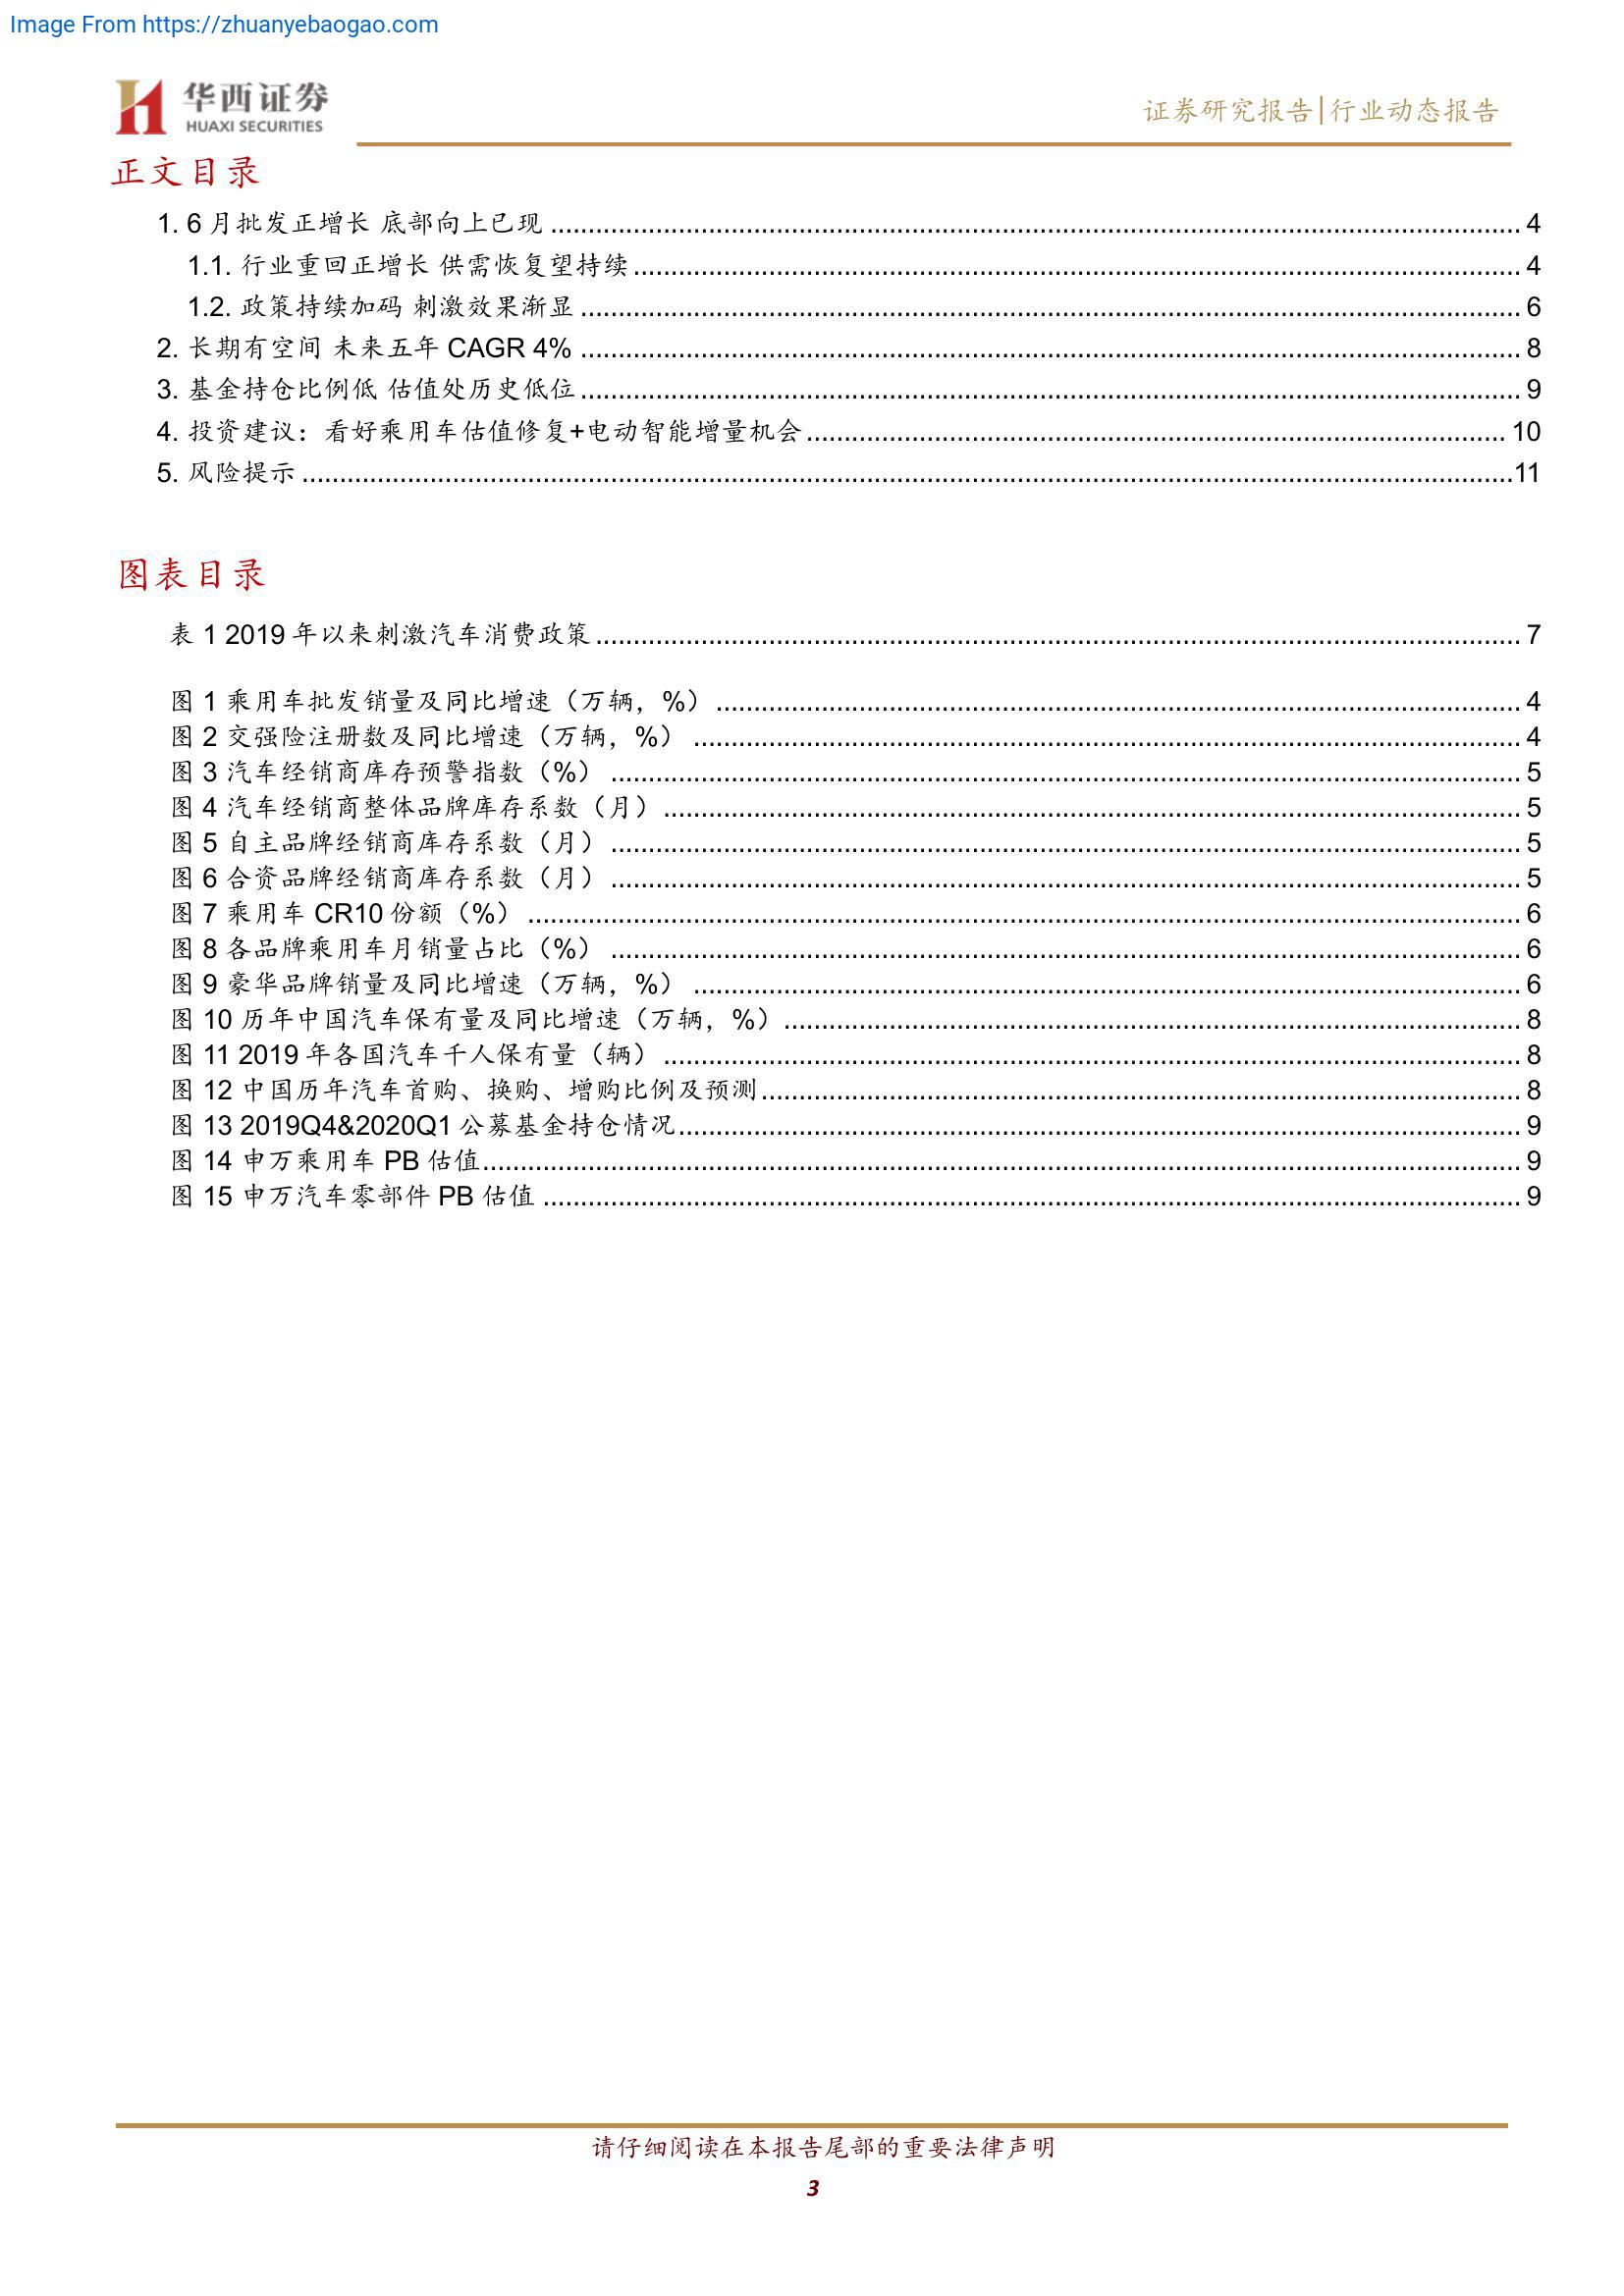 Image From https://zhuanyebaogao.com
华西证券
HUAXI SECURITIES
证券研究报告|行业动态报告
正文目录
1. 6 月批发正增长 底部向上已现 ........ 4
1.1. 行业重回正增长 供需恢复望持续 ........ 4
1.2. 政策持续加码 刺激效果渐显 ........ 6
2. 长期有空间 未来五年 CAGR 4% ........ 8
3. 基金持仓比例低 估值处历史低位 ........ 9
4. 投资建议：看好乘用车估值修复+电动智能增量机会 ........ 10
5. 风险提示 ........ 11
图表目录
表 1 2019 年以来刺激汽车消费政策 ........ 7
图 1 乘用车批发销量及同比增速（万辆，%） ........ 4
图 2 交强险注册数及同比增速（万辆，%） ........ 4
图 3 汽车经销商库存预警指数（%） ........ 5
图 4 汽车经销商整体品牌库存系数（月） ........ 5
图 5 自主品牌经销商库存系数（月） ........ 5
图 6 合资品牌经销商库存系数（月） ........ 5
图 7 乘用车 CR10 份额（%） ........ 6
图 8 各品牌乘用车月销量占比（%） ........ 6
图 9 豪华品牌销量及同比增速（万辆，%） ........ 6
图 10 历年中国汽车保有量及同比增速（万辆，%） ........ 8
图 11 2019 年各国汽车千人保有量（辆） ........ 8
图 12 中国历年汽车首购、换购、增购比例及预测 ........ 8
图 13 2019Q4&2020Q1 公募基金持仓情况 ........ 9
图 14 申万乘用车 PB 估值 ........ 9
图 15 申万汽车零部件 PB 估值 ........ 9
请仔细阅读在本报告尾部的重要法律声明
3